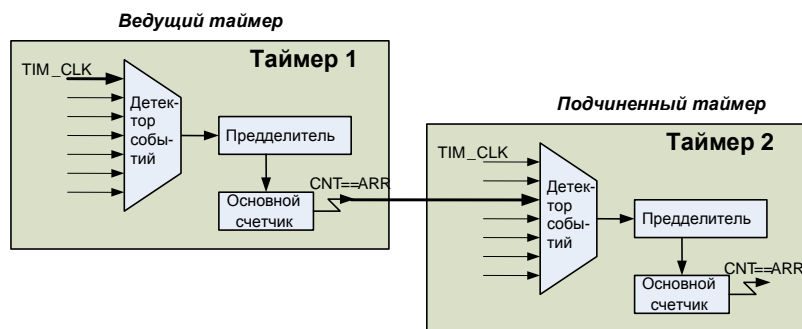 Ведущий таймер
Таймер 1
TIM_CLK
Детек-
тор
собы-
тий
Предделитель
Основной
счетчик
CNT==ARR
Подчиненный таймер
Таймер 2
TIM_CLK
Детек-
тор
собы-
тий
Предделитель
Основной
счетчик
CNT==ARR